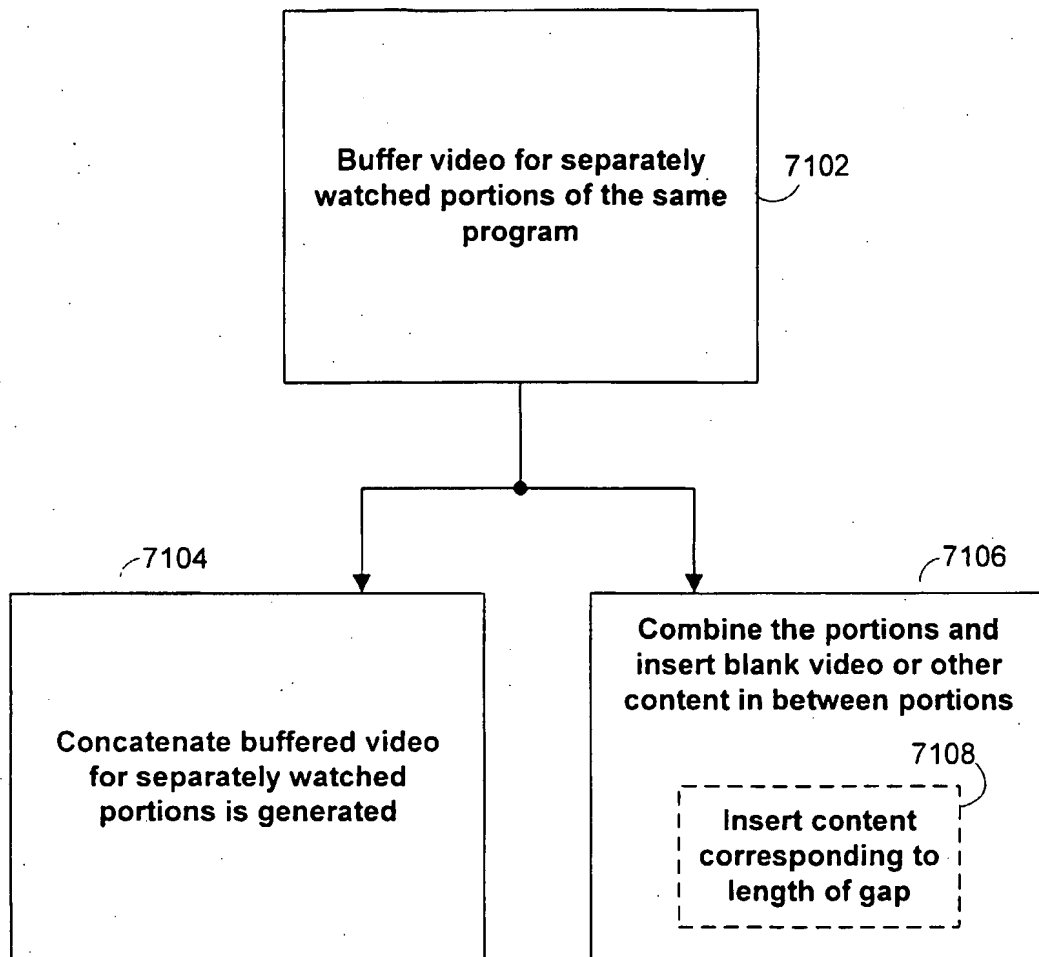 Buffer video for separately
watched portions of the same
program
7102
7104
Concatenate buffered video
for separately watched
portions is generated
7106
Combine the portions and
insert blank video or other
content in between portions
7108
Insert content
corresponding to
length of gap